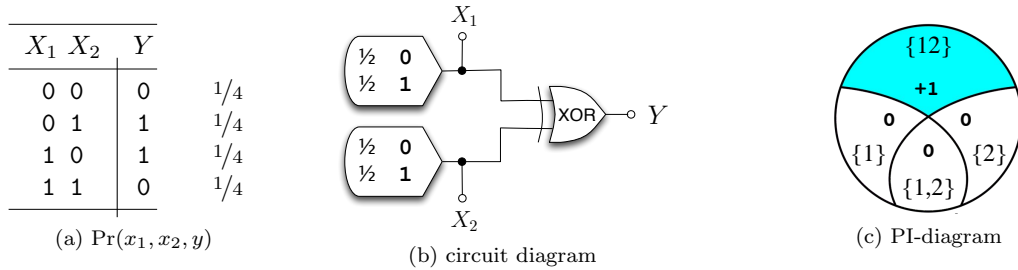 X₁ X₂ Y
0 0 0 1/4
0 1 1 1/4
1 0 1 1/4
1 1 0 1/4
(a) Pr(x₁, x₂, y)
X₁
½ 0
½ 1
½ 0
½ 1
X₂
XOR
Y
(b) circuit diagram
{12}
+1
0 0
{1} 0 {2}
{1,2}
(c) PI-diagram